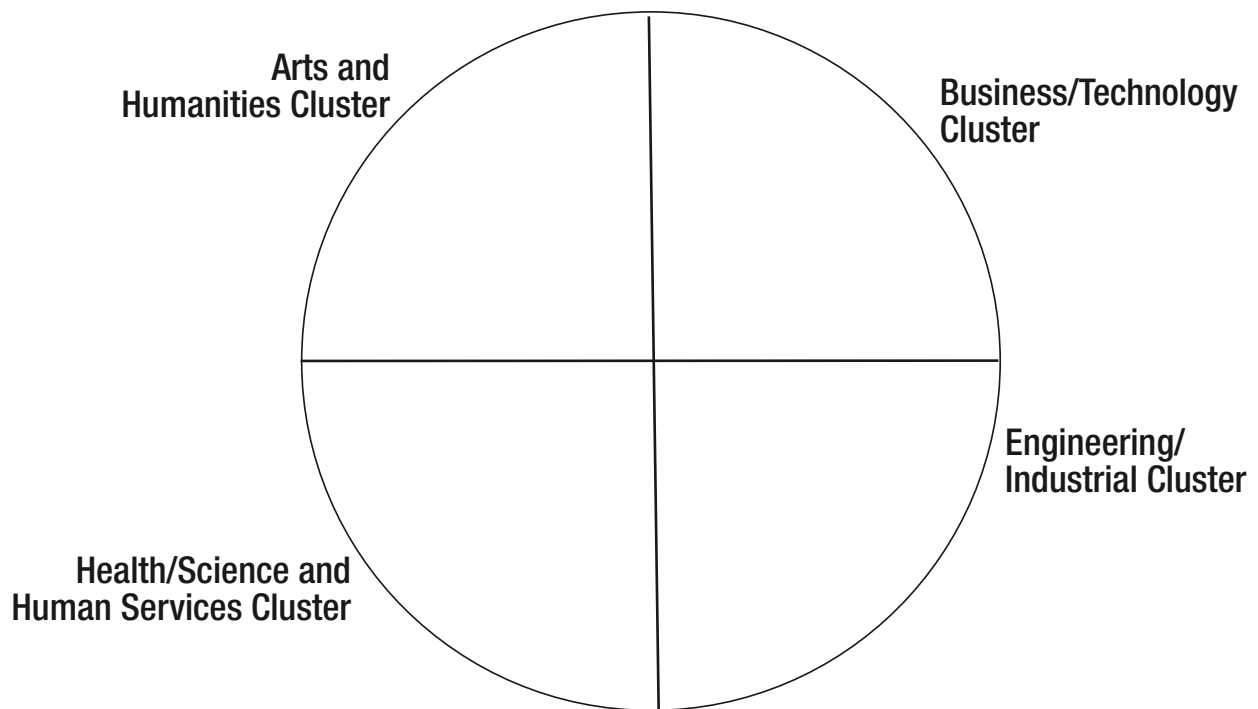 Arts and
Humanities Cluster
Business/Technology
Cluster
Engineering/
Industrial Cluster
Health/Science and
Human Services Cluster